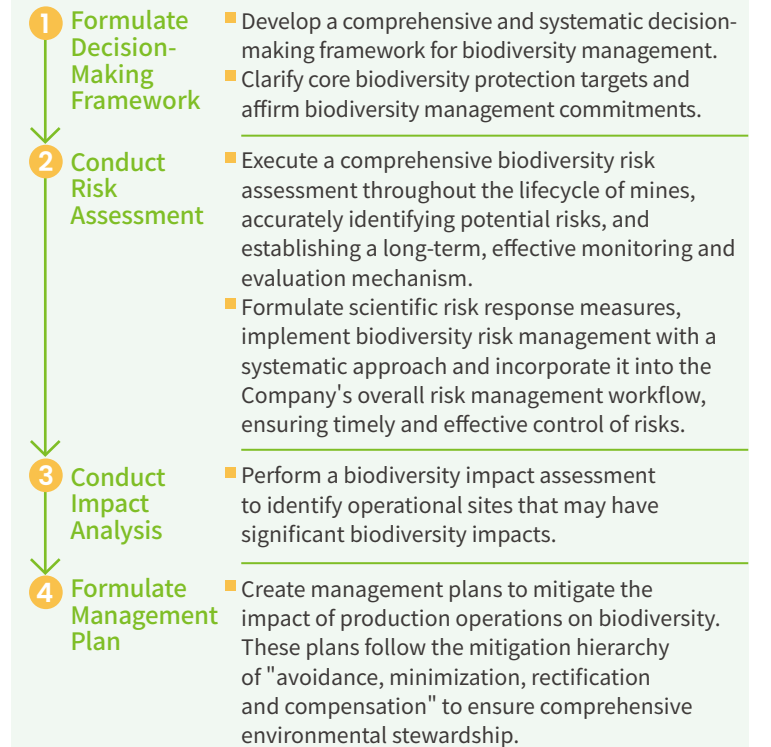 1 Formulate
Decision-
Making
Framework
Develop a comprehensive and systematic decision-
making framework for biodiversity management.
Clarify core biodiversity protection targets and
affirm biodiversity management commitments.
2 Conduct
Risk
Assessment
Execute a comprehensive biodiversity risk
assessment throughout the lifecycle of mines,
accurately identifying potential risks, and
establishing a long-term, effective monitoring and
evaluation mechanism.
Formulate scientific risk response measures,
implement biodiversity risk management with a
systematic approach and incorporate it into the
Company's overall risk management workflow,
ensuring timely and effective control of risks.
3 Conduct
Impact
Analysis
Perform a biodiversity impact assessment
to identify operational sites that may have
significant biodiversity impacts.
4 Formulate
Management
Plan
Create management plans to mitigate the
impact of production operations on biodiversity.
These plans follow the mitigation hierarchy
of "avoidance, minimization, rectification
and compensation" to ensure comprehensive
environmental stewardship.